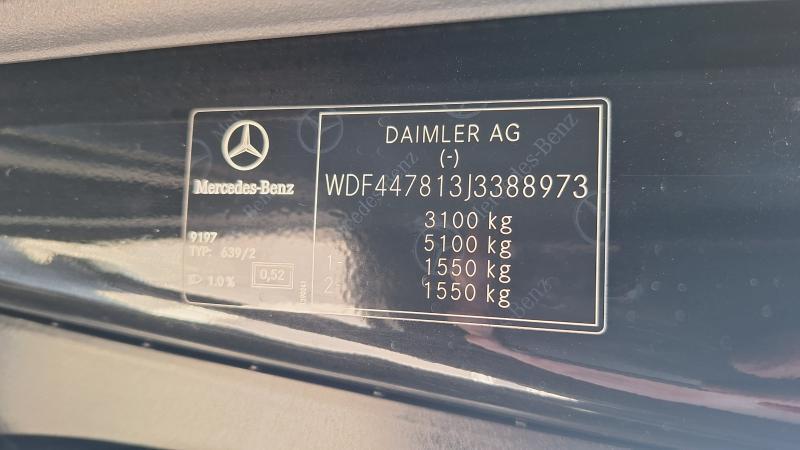 Mercedes-Benz
9197
TYP: 639/2
1.0 %
0,52
DAIMLER AG
(-)
WDF447813J3388973
3100 kg
5100 kg
1- 1550 kg
2- 1550 kg